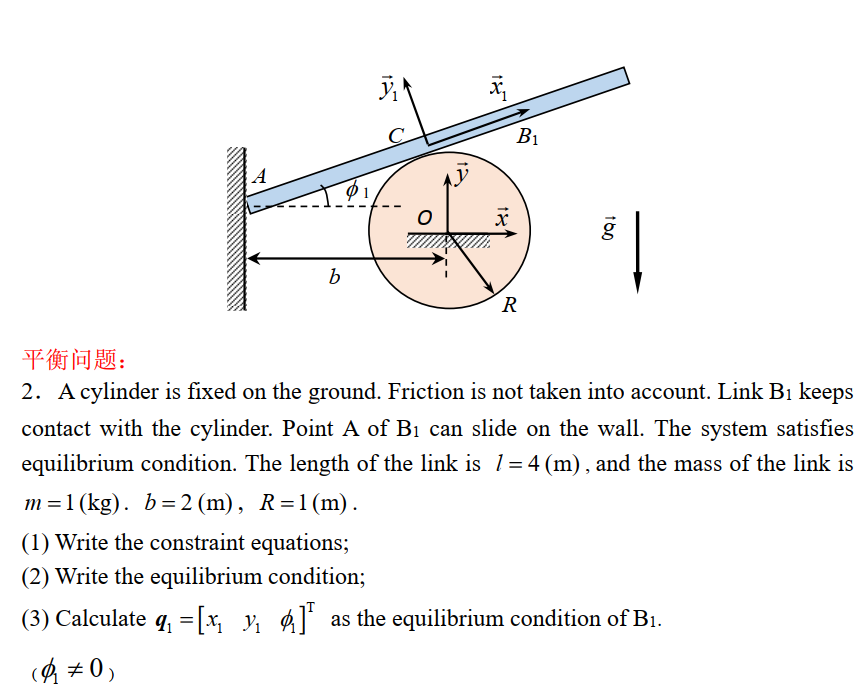 y⃗₁
x⃗₁
C
B₁
A
ϕ₁
y⃗
O
x⃗
g⃗
b
R
平衡问题：
2．A cylinder is fixed on the ground. Friction is not taken into account. Link B₁ keeps
contact with the cylinder. Point A of B₁ can slide on the wall. The system satisfies
equilibrium condition. The length of the link is l = 4 (m) , and the mass of the link is
m = 1 (kg) . b = 2 (m) , R = 1 (m) .
(1) Write the constraint equations;
(2) Write the equilibrium condition;
(3) Calculate q₁ = [x₁ y₁ ϕ₁]ᵀ as the equilibrium condition of B₁.
（ϕ₁ ≠ 0）